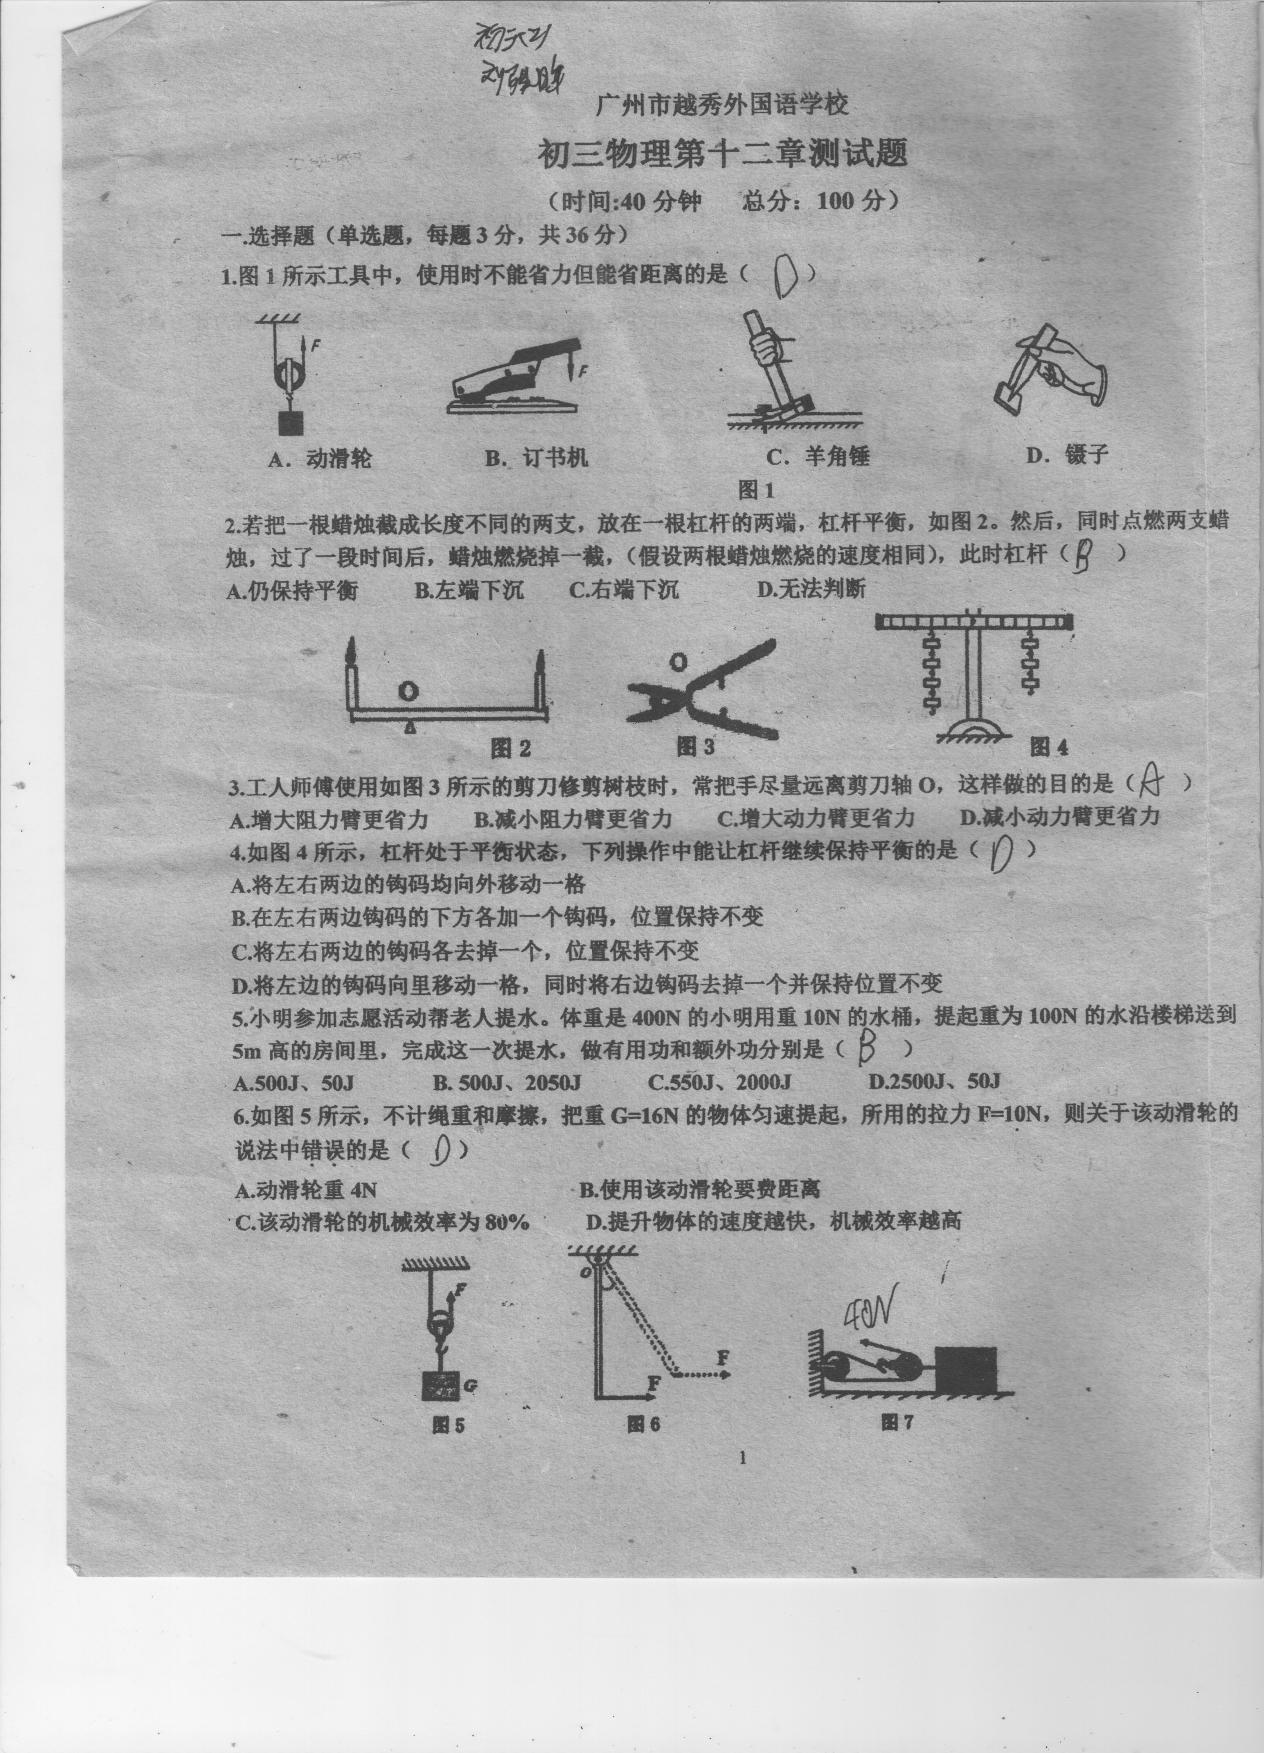 广州市越秀外国语学校
初三物理第十二章测试题
(时间:40 分钟 总分：100 分)
一.选择题（单选题，每题3分，共36分）
1.图1所示工具中，使用时不能省力但能省距离的是（ D ）
F
F
A．动滑轮 B．订书机 C．羊角锤 D．镊子
图1
2.若把一根蜡烛截成长度不同的两支，放在一根杠杆的两端，杠杆平衡，如图2。然后，同时点燃两支蜡
烛，过了一段时间后，蜡烛燃烧掉一截，（假设两根蜡烛燃烧的速度相同），此时杠杆（ B ）
A.仍保持平衡 B.左端下沉 C.右端下沉 D.无法判断
O
O
图2 图3 图4
3.工人师傅使用如图3所示的剪刀修剪树枝时，常把手尽量远离剪刀轴O，这样做的目的是（ A ）
A.增大阻力臂更省力 B.减小阻力臂更省力 C.增大动力臂更省力 D.减小动力臂更省力
4.如图4所示，杠杆处于平衡状态，下列操作中能让杠杆继续保持平衡的是（ D ）
A.将左右两边的钩码均向外移动一格
B.在左右两边钩码的下方各加一个钩码，位置保持不变
C.将左右两边的钩码各去掉一个，位置保持不变
D.将左边的钩码向里移动一格，同时将右边钩码去掉一个并保持位置不变
5.小明参加志愿活动帮老人提水。体重是400N的小明用重10N的水桶，提起重为100N的水沿楼梯送到
5m高的房间里，完成这一次提水，做有用功和额外功分别是（ B ）
A.500J、50J B. 500J、2050J C.550J、2000J D.2500J、50J
6.如图5所示，不计绳重和摩擦，把重G=16N的物体匀速提起，所用的拉力F=10N，则关于该动滑轮的
说法中错误的是（ D ）
A.动滑轮重4N B.使用该动滑轮要费距离
C.该动滑轮的机械效率为80% D.提升物体的速度越快，机械效率越高
F
G
O
F
F
40N
图5 图6 图7
1